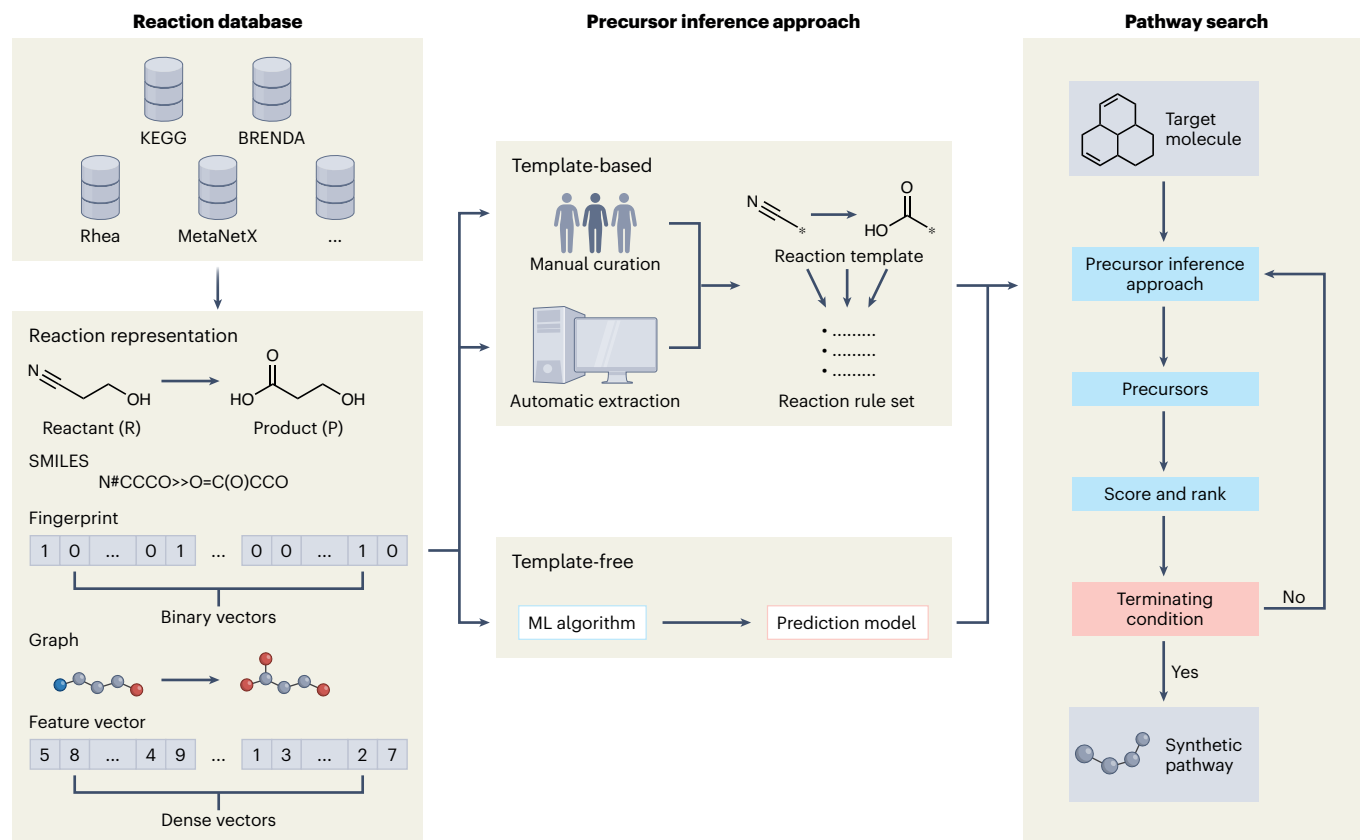 Reaction database
KEGG
BRENDA
Rhea
MetaNetX
...
Reaction representation
N
OH
O
HO
OH
Reactant (R)
Product (P)
SMILES
N#CCCO>>O=C(O)CCO
Fingerprint
1 0 ... 0 1 ... 0 0 ... 1 0
Binary vectors
Graph
Feature vector
5 8 ... 4 9 ... 1 3 ... 2 7
Dense vectors
Precursor inference approach
Template-based
Manual curation
Automatic extraction
N
*
O
HO
*
Reaction template
• .........
• .........
• .........
Reaction rule set
Template-free
ML algorithm
Prediction model
Pathway search
Target
molecule
Precursor inference
approach
Precursors
Score and rank
Terminating
condition
No
Yes
Synthetic
pathway